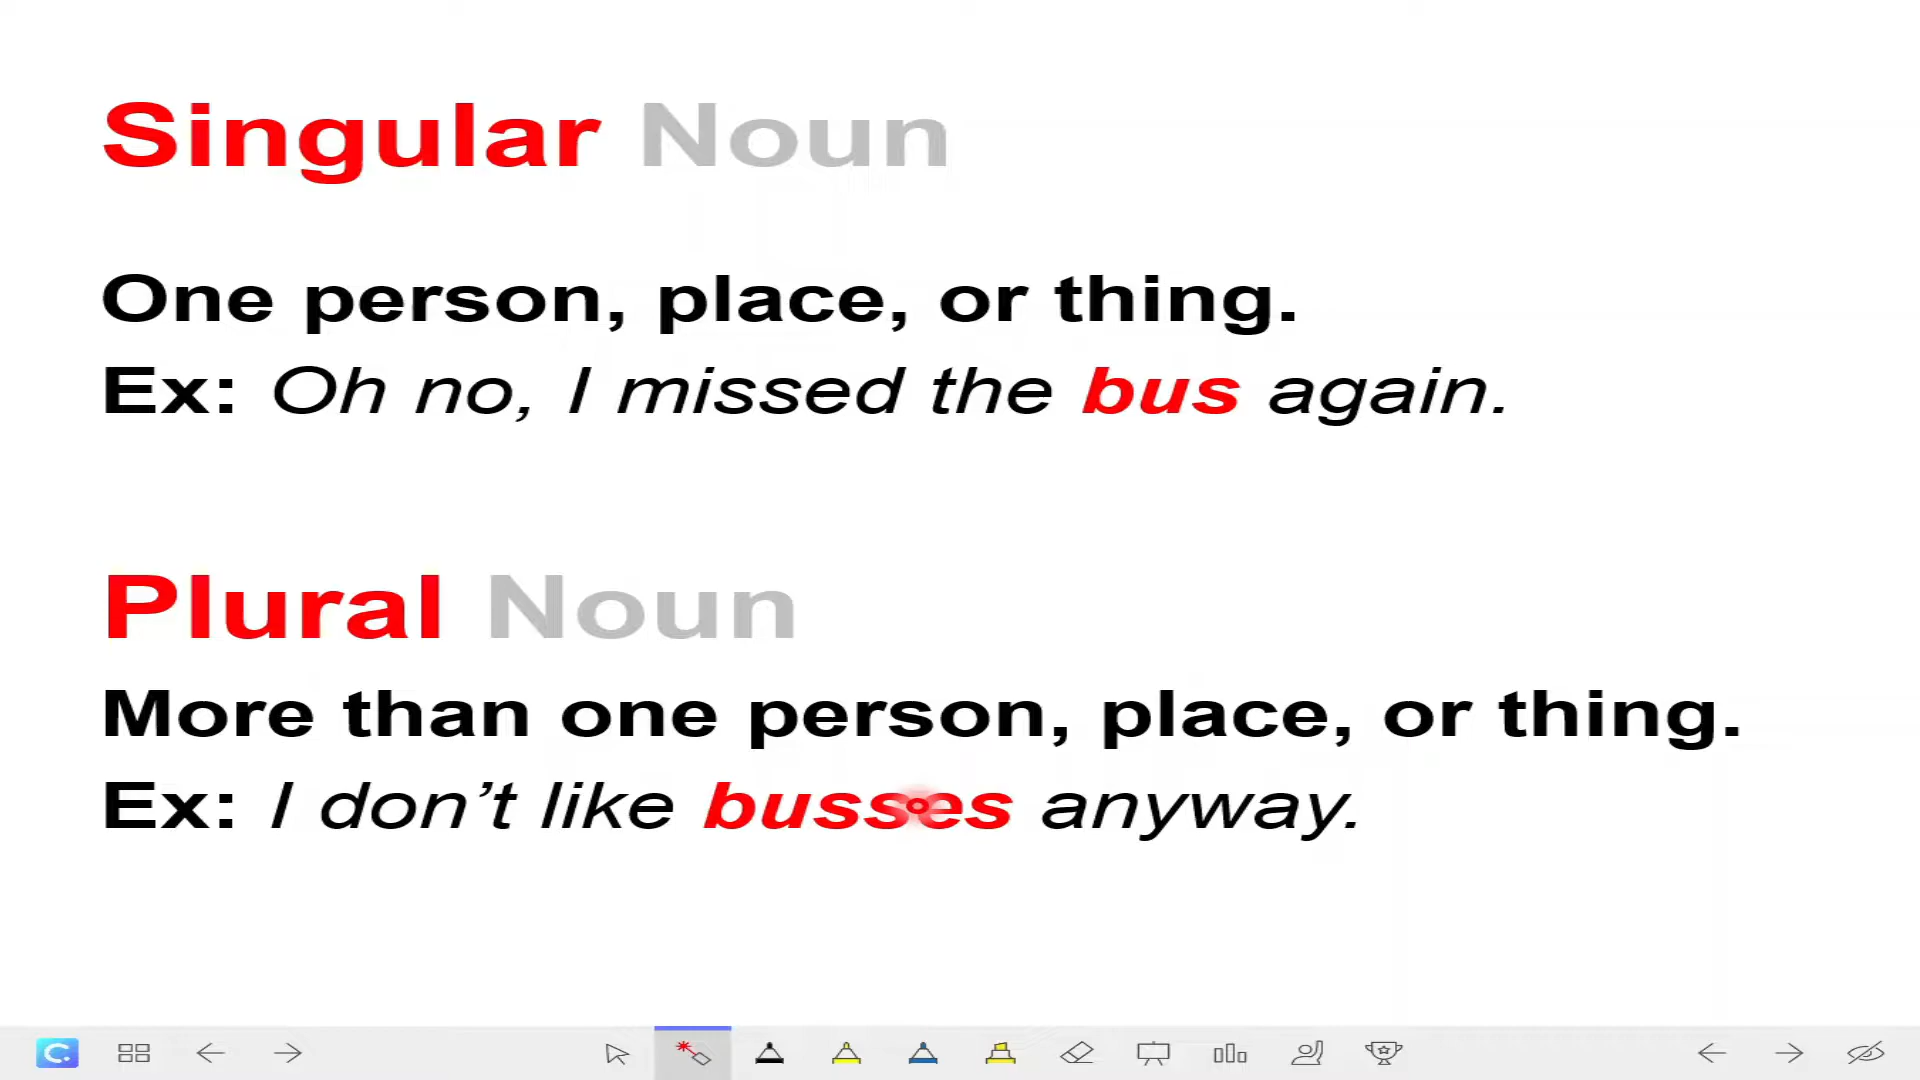 Singular Noun
One person, place, or thing.
Ex: Oh no, I missed the bus again.
Plural Noun
More than one person, place, or thing.
Ex: I don’t like busses anyway.